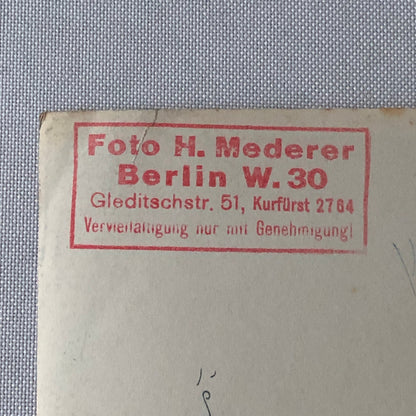 Foto H. Mederer
Berlin W. 30
Gleditschstr. 51, Kurfürst 2764
Vervielfältigung nur mit Genehmigung!